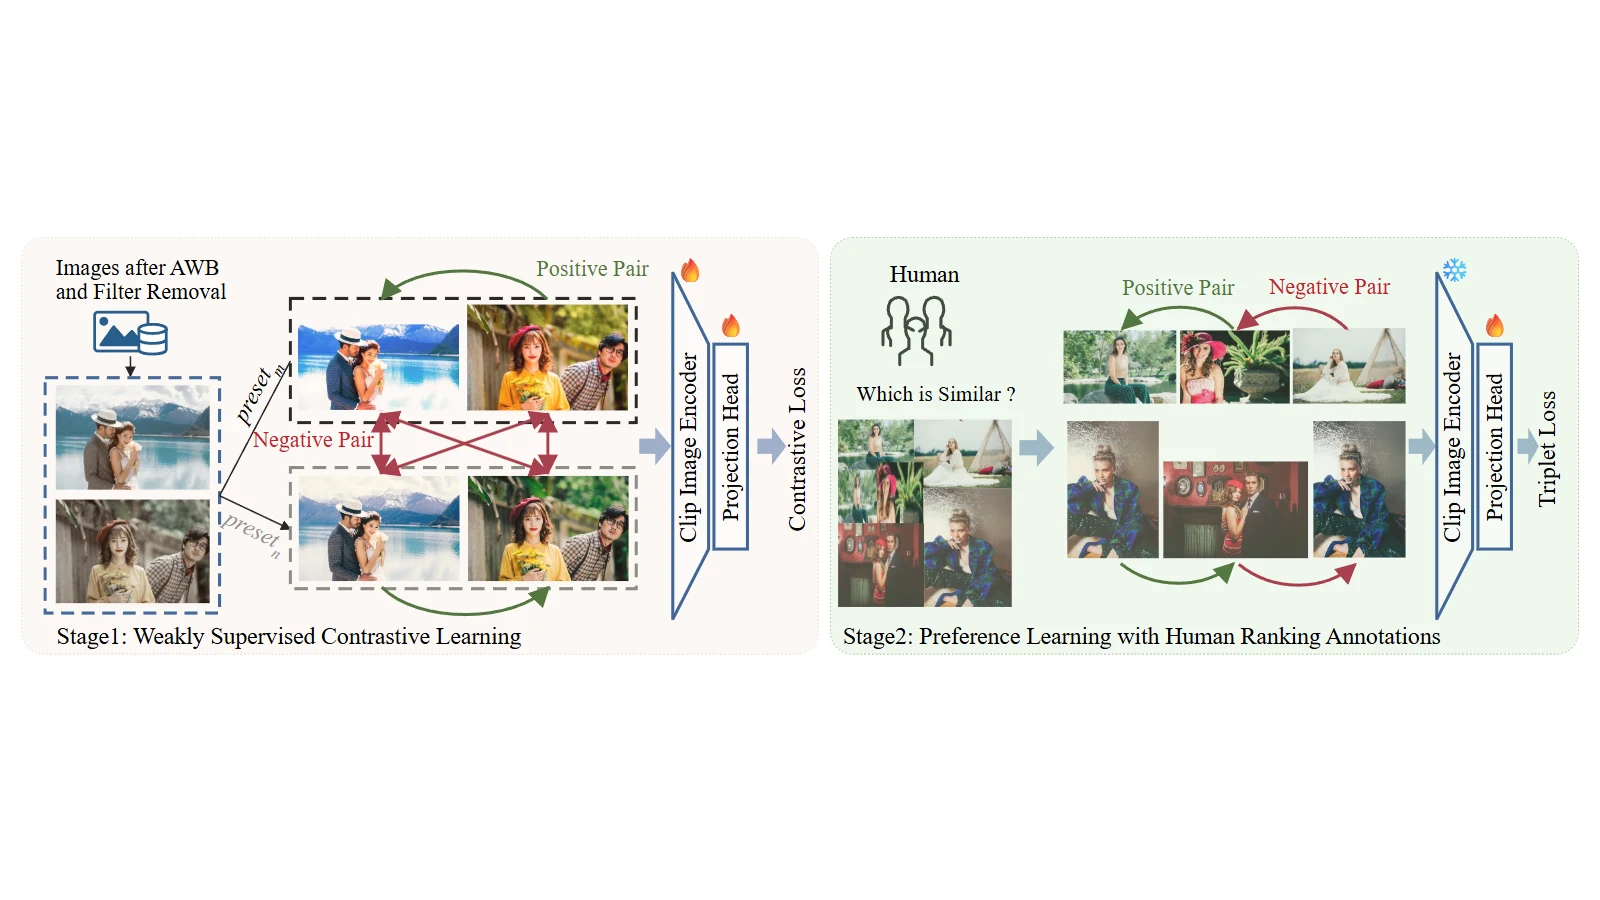 Images after AWB
and Filter Removal
preset m
preset n
Positive Pair
Negative Pair
Clip Image Encoder
Projection Head
Contrastive Loss
Stage1: Weakly Supervised Contrastive Learning
Human
Which is Similar ?
Positive Pair
Negative Pair
Clip Image Encoder
Projection Head
Triplet Loss
Stage2: Preference Learning with Human Ranking Annotations